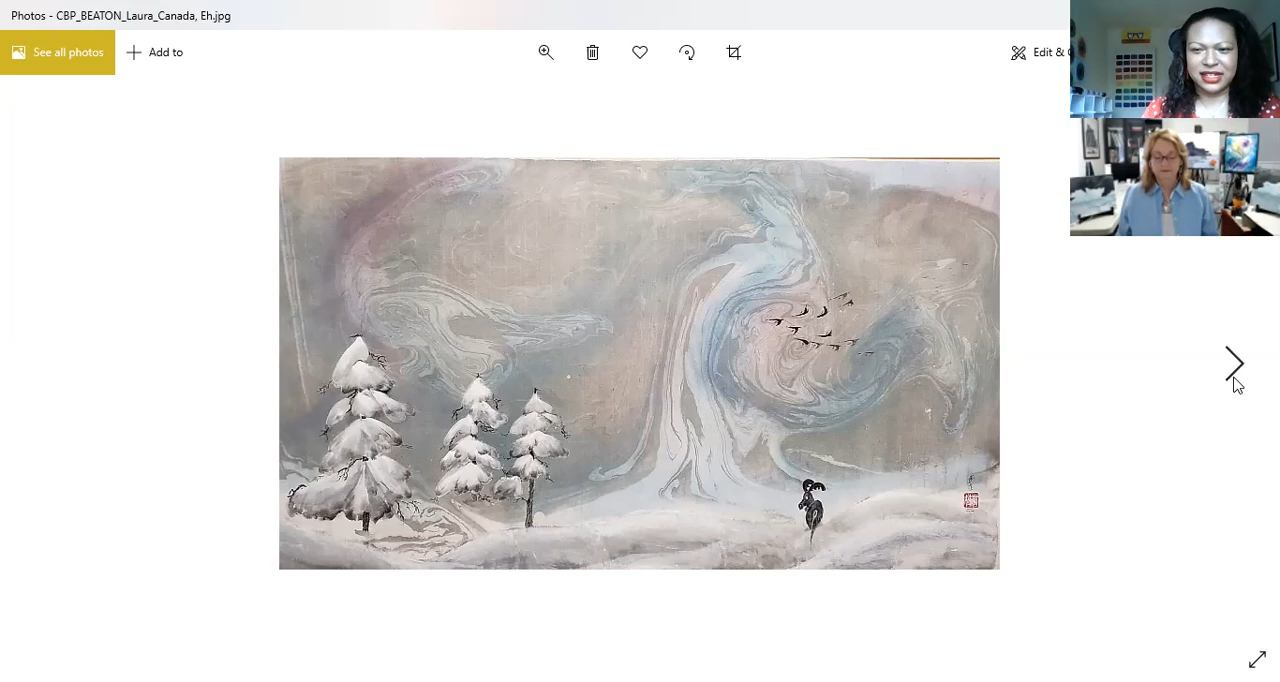 Photos - CBP_BEATON_Laura_Canada, Eh.jpg
See all photos
Add to
Edit &